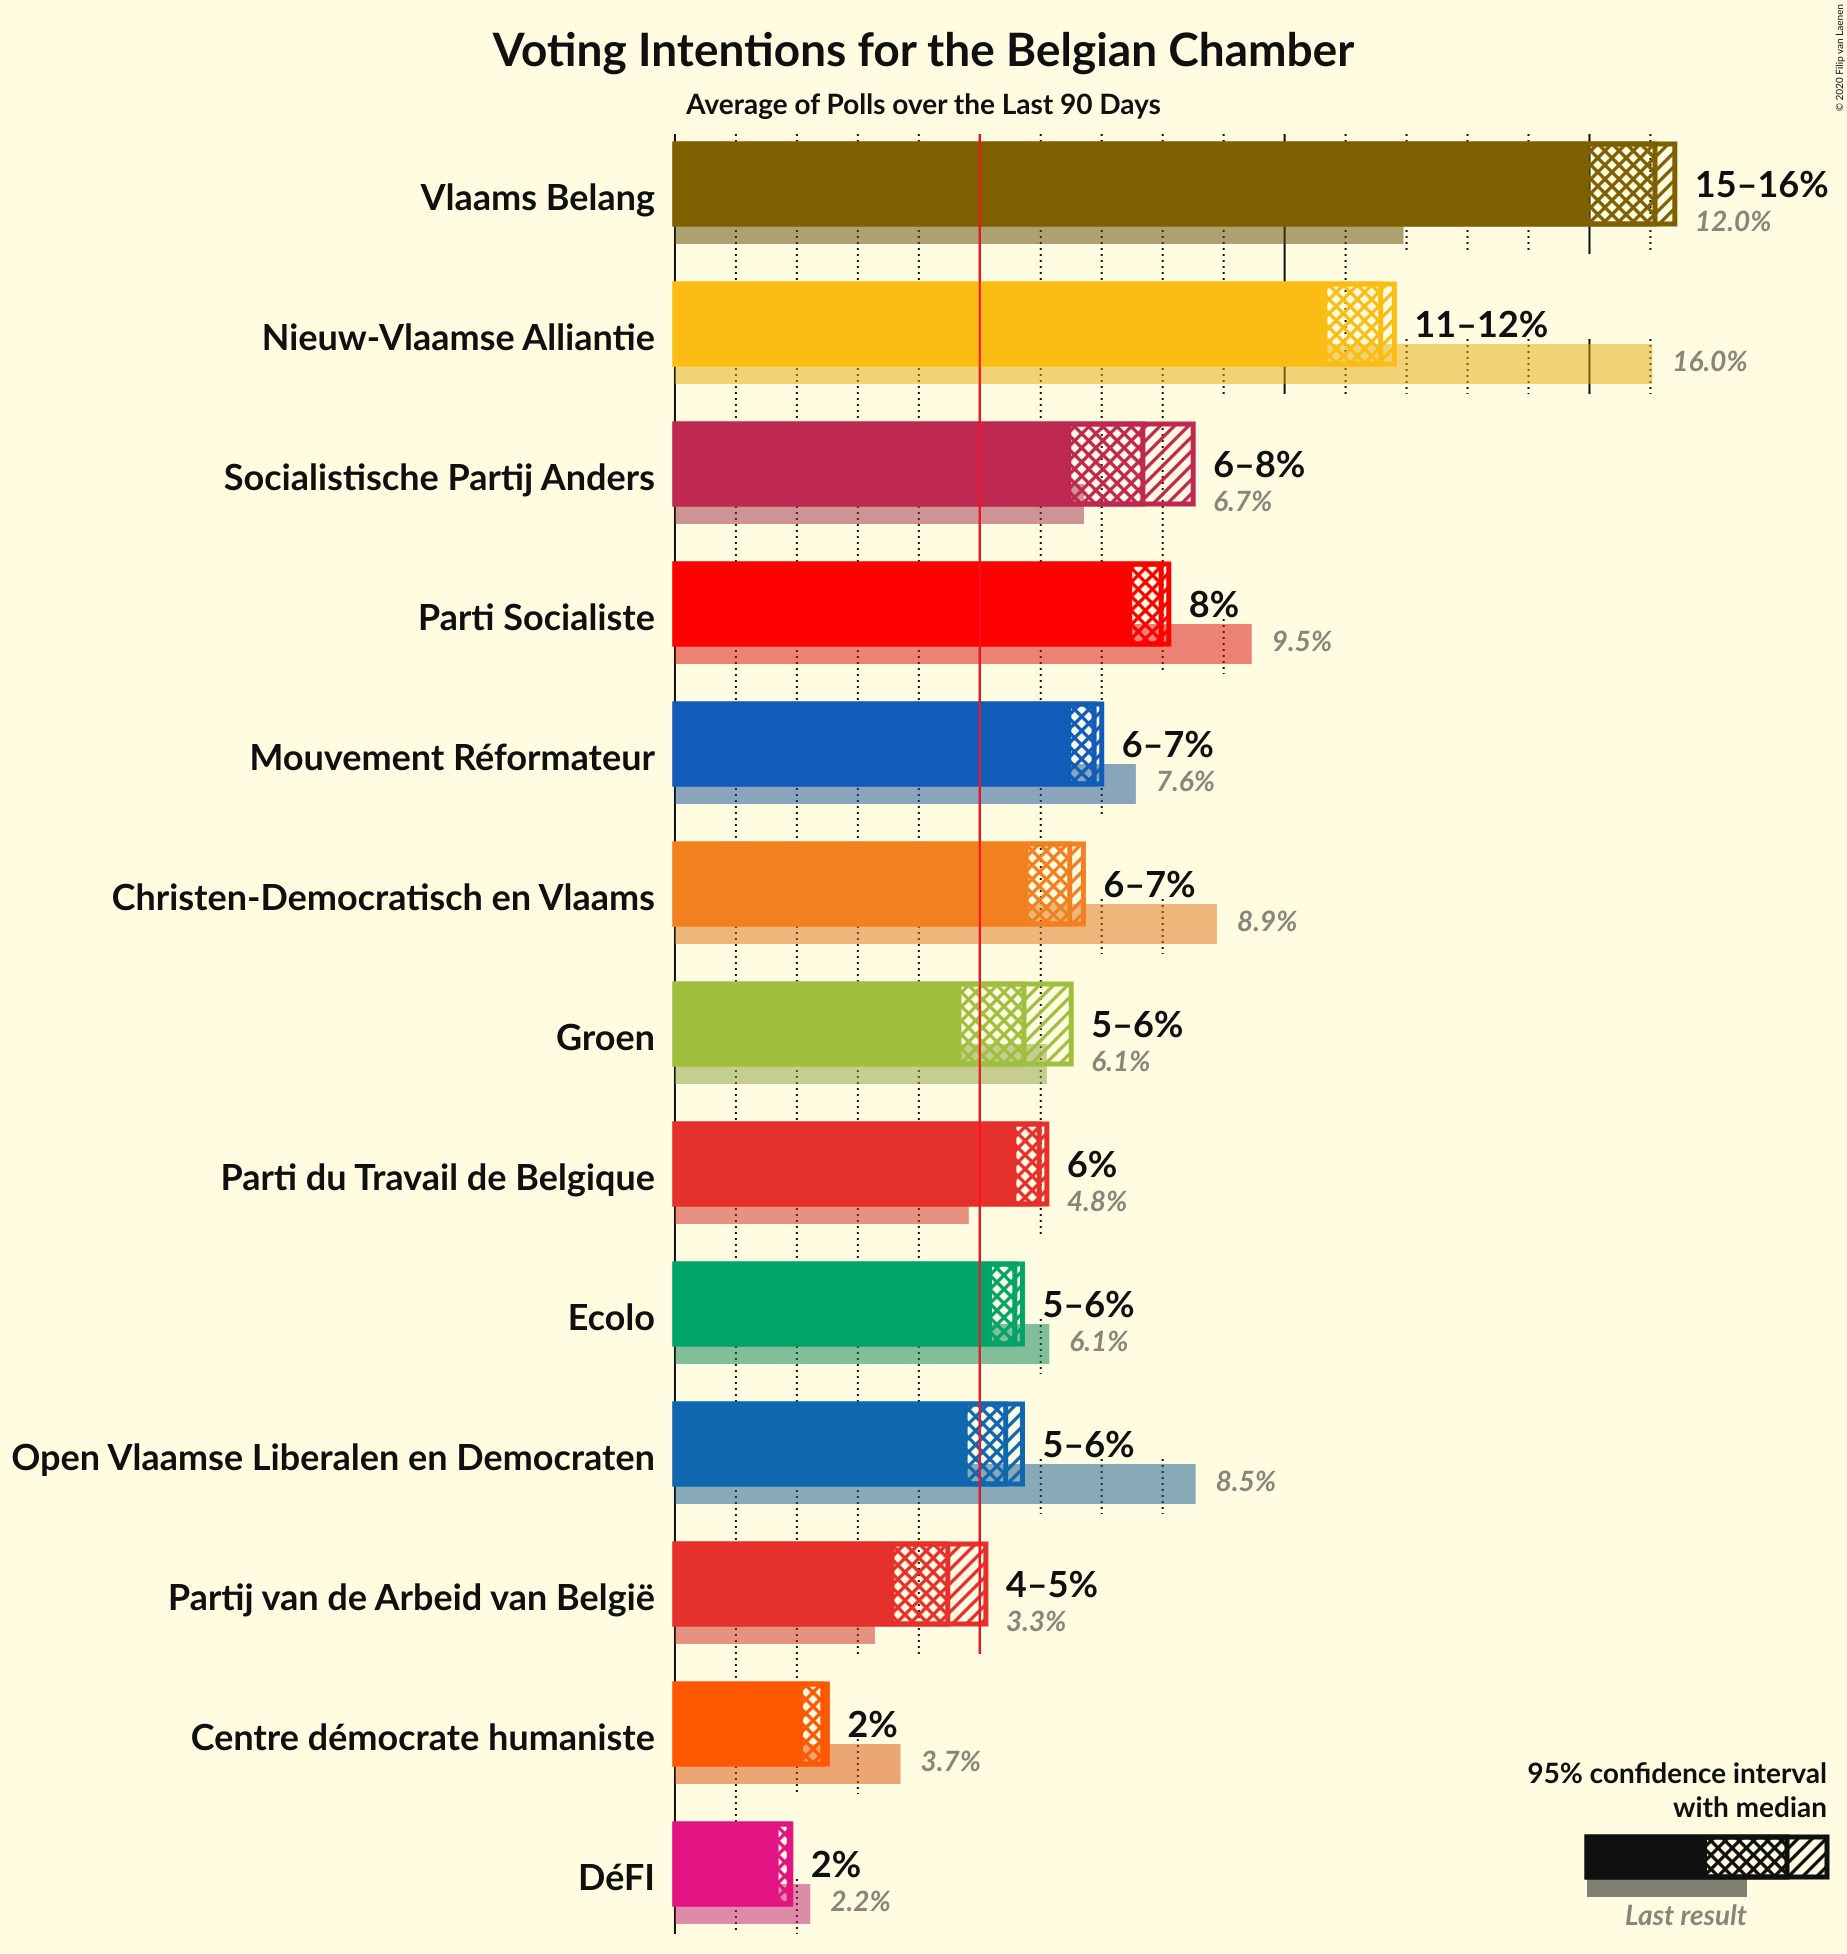 © 2020 Filip van Laenen
Voting Intentions for the Belgian Chamber
Average of Polls over the Last 90 Days
Vlaams Belang
15–16%
12.0%
Nieuw-Vlaamse Alliantie
11–12%
16.0%
Socialistische Partij Anders
6–8%
6.7%
Parti Socialiste
8%
9.5%
Mouvement Réformateur
6–7%
7.6%
Christen-Democratisch en Vlaams
6–7%
8.9%
Groen
5–6%
6.1%
Parti du Travail de Belgique
6%
4.8%
Ecolo
5–6%
6.1%
Open Vlaamse Liberalen en Democraten
5–6%
8.5%
Partij van de Arbeid van België
4–5%
3.3%
Centre démocrate humaniste
2%
3.7%
DéFI
2%
2.2%
95% confidence interval
with median
Last result